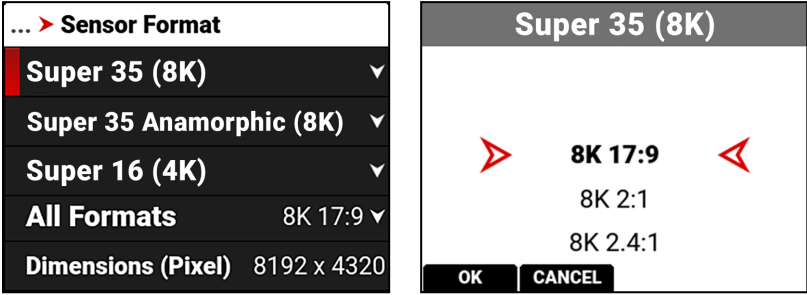 ... Sensor Format
Super 35 (8K)
Super 35 Anamorphic (8K)
Super 16 (4K)
All Formats 8K 17:9
Dimensions (Pixel) 8192 x 4320
Super 35 (8K)
8K 17:9
8K 2:1
8K 2.4:1
OK CANCEL